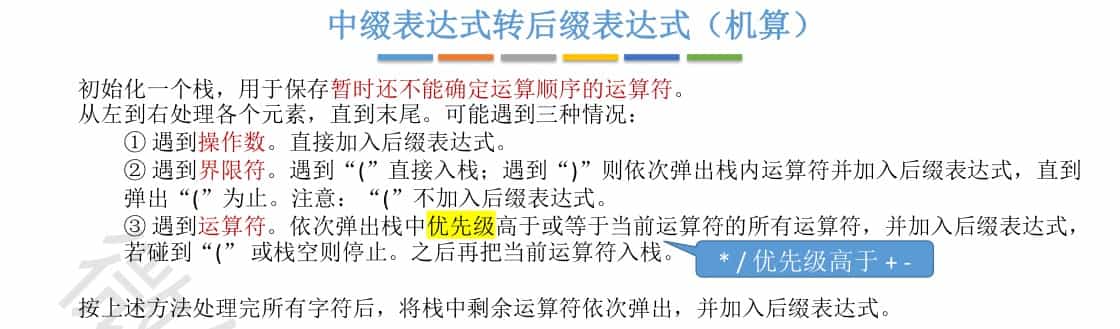 中缀表达式转后缀表达式（机算）
初始化一个栈，用于保存暂时还不能确定运算顺序的运算符。
从左到右处理各个元素，直到末尾。可能遇到三种情况：
① 遇到操作数。直接加入后缀表达式。
② 遇到界限符。遇到“(”直接入栈；遇到“)”则依次弹出栈内运算符并加入后缀表达式，直到
弹出“(”为止。注意：“(”不加入后缀表达式。
③ 遇到运算符。依次弹出栈中优先级高于或等于当前运算符的所有运算符，并加入后缀表达式，
若碰到“(” 或栈空则停止。之后再把当前运算符入栈。
* / 优先级高于 + -
按上述方法处理完所有字符后，将栈中剩余运算符依次弹出，并加入后缀表达式。